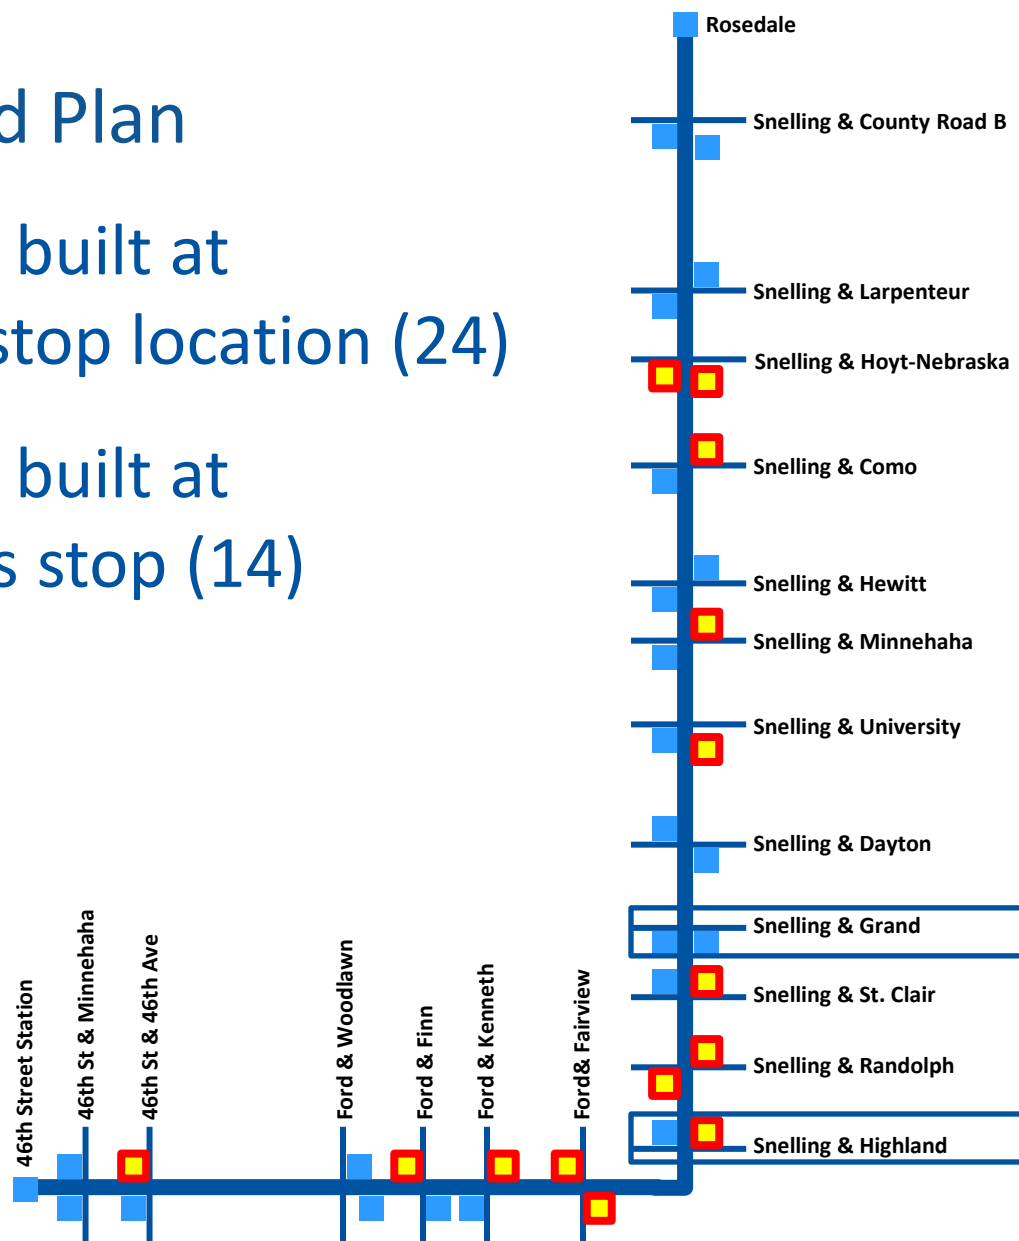 d Plan
built at
stop location (24)
built at
s stop (14)
Rosedale
Snelling & County Road B
Snelling & Larpenteur
Snelling & Hoyt-Nebraska
Snelling & Como
Snelling & Hewitt
Snelling & Minnehaha
Snelling & University
Snelling & Dayton
Snelling & Grand
Snelling & St. Clair
Snelling & Randolph
Snelling & Highland
46th Street Station
46th St & Minnehaha
46th St & 46th Ave
Ford & Woodlawn
Ford & Finn
Ford & Kenneth
Ford& Fairview